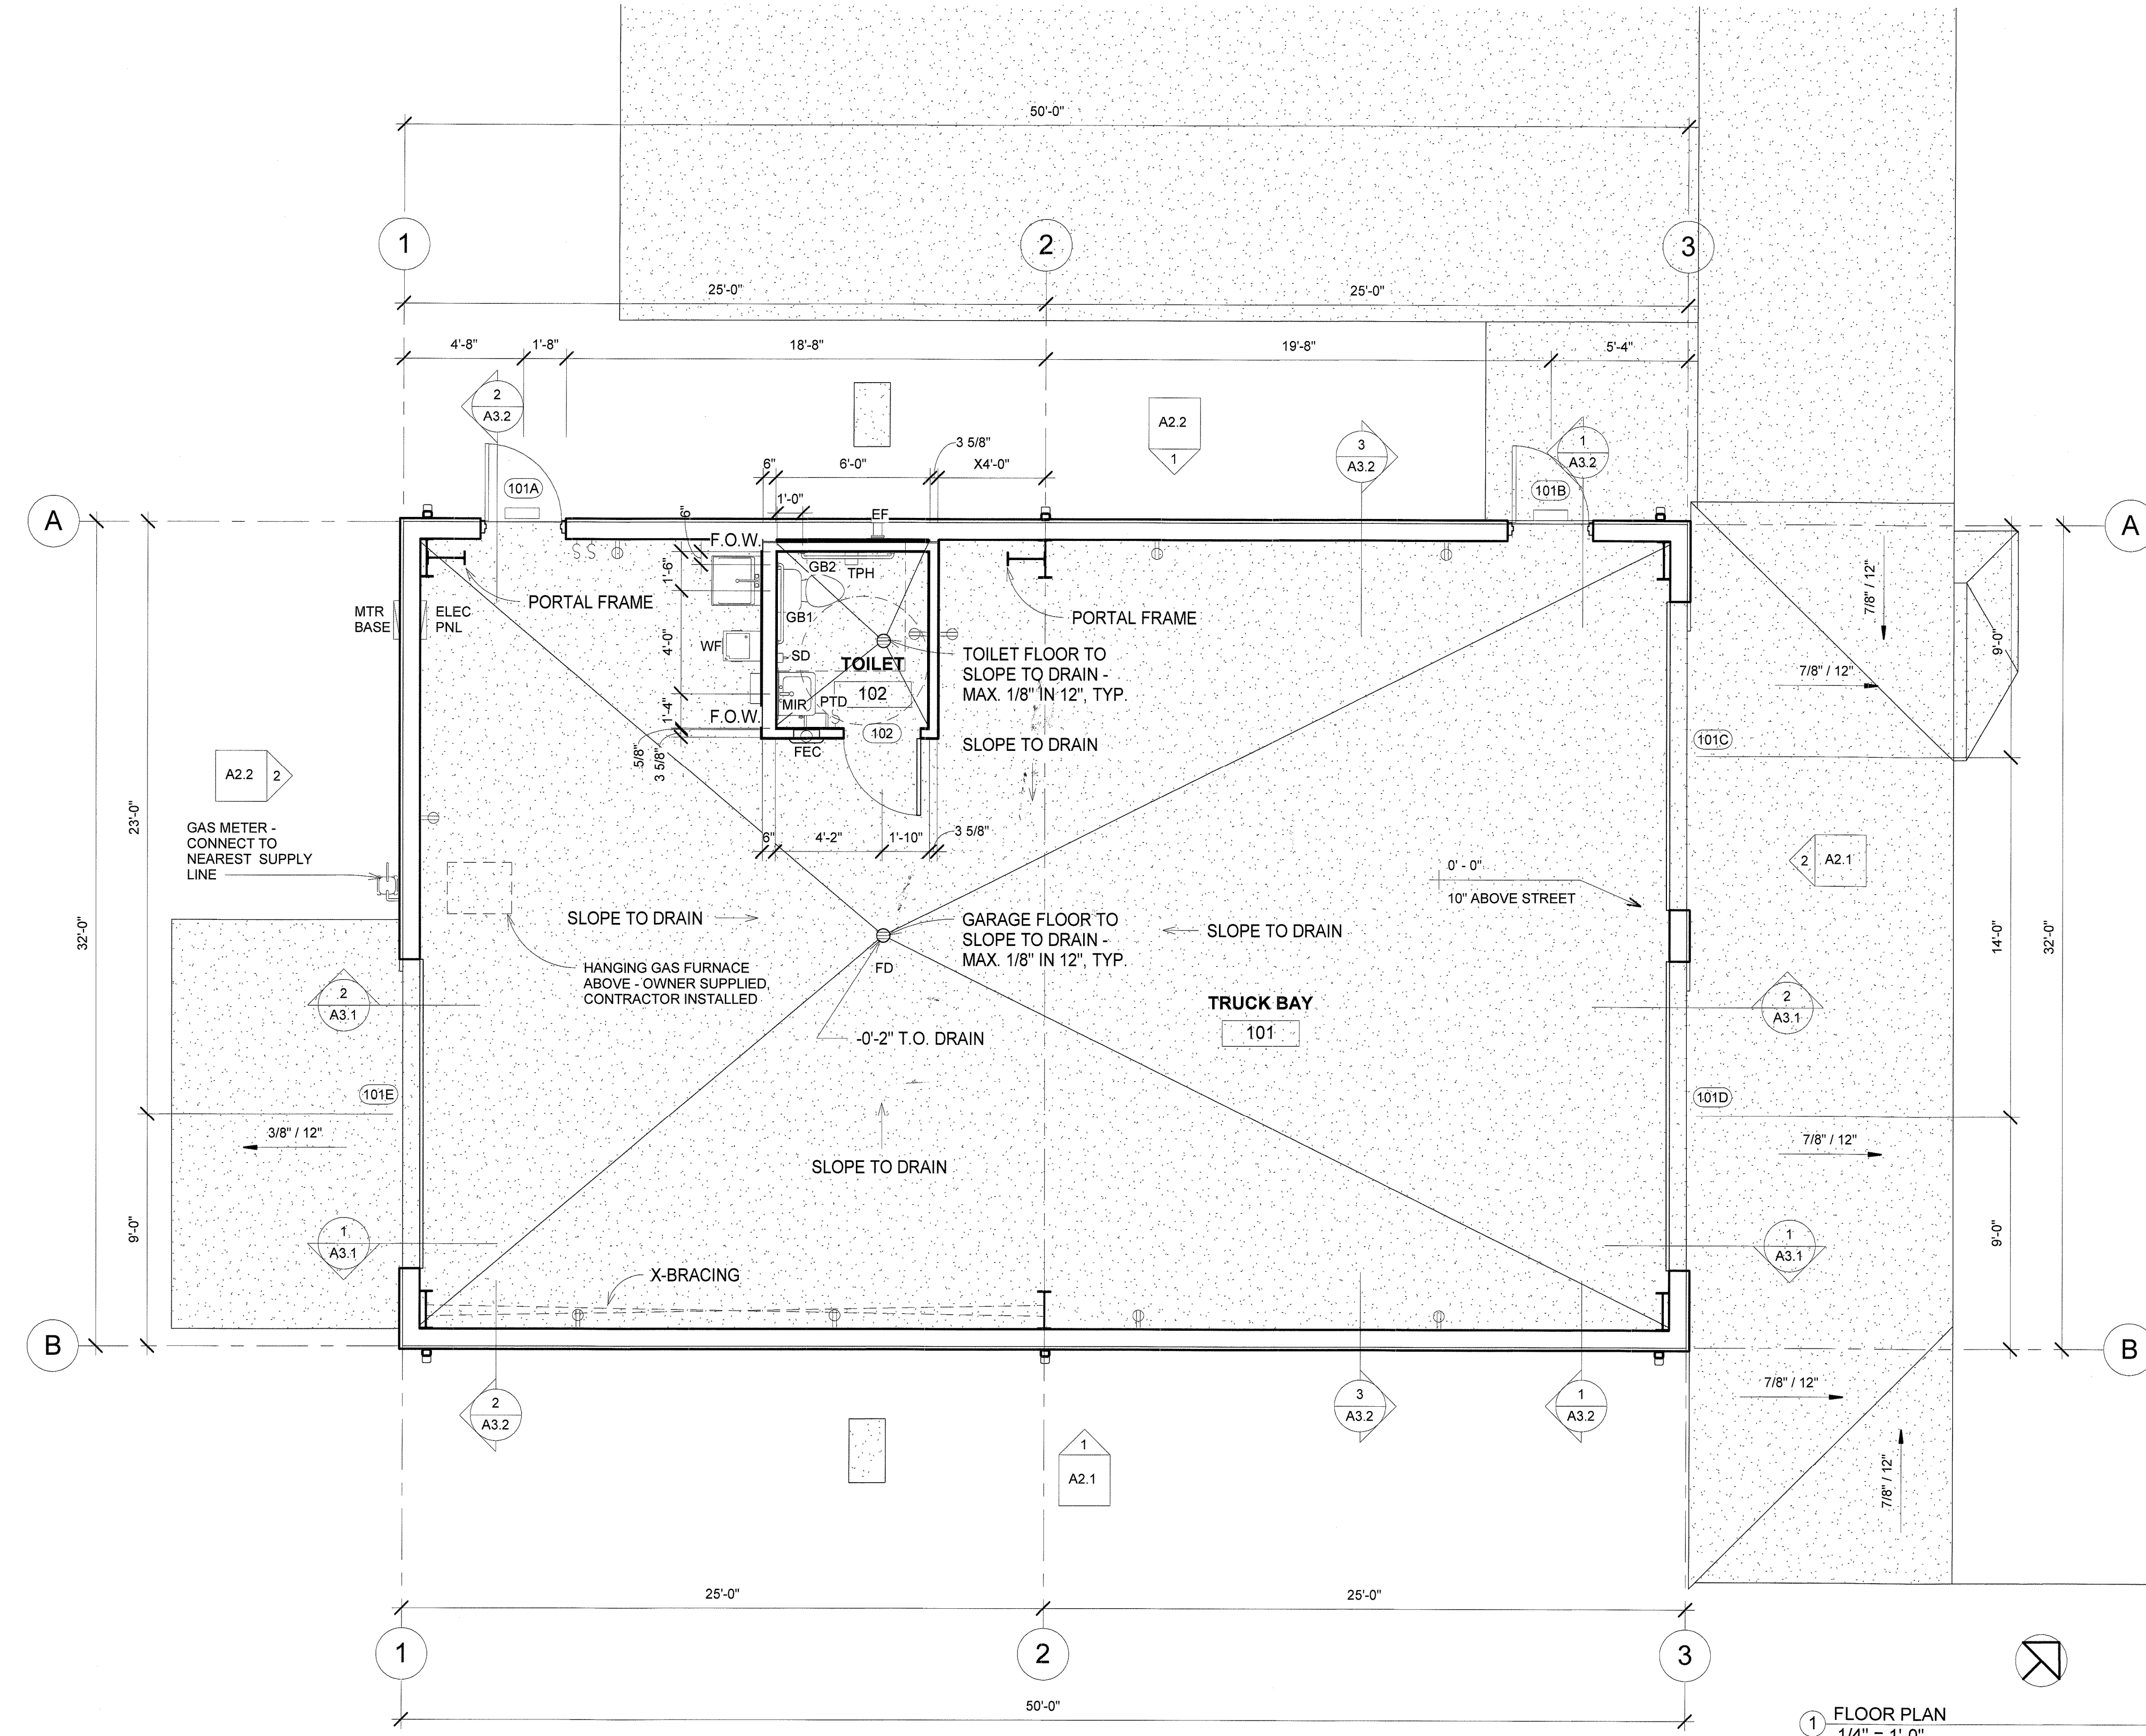 50'-0"
1
2
3
25'-0"
25'-0"
4'-8"
1'-8"
18'-8"
19'-8"
5'-4"
2
A3.2
A2.2
1
3
A3.2
1
A3.2
3 5/8"
6"
6'-0"
X4'-0"
1'-0"
101A
101B
A
A
EF
6"
F.O.W.
GB2
TPH
1'-6"
PORTAL FRAME
MTR
BASE
ELEC
PNL
GB1
PORTAL FRAME
WF
4'-0"
SD
TOILET
102
TOILET FLOOR TO
SLOPE TO DRAIN -
MAX. 1/8" IN 12", TYP.
MIR
PTD
1'-4"
F.O.W.
102
FEC
5/8"
3 5/8"
SLOPE TO DRAIN
7/8" / 12"
7/8" / 12"
9'-0"
101C
A2.2
2
23'-0"
GAS METER -
CONNECT TO
NEAREST SUPPLY
LINE
6"
4'-2"
1'-10"
3 5/8"
2
A2.1
0' - 0"
10" ABOVE STREET
32'-0"
SLOPE TO DRAIN
GARAGE FLOOR TO
SLOPE TO DRAIN -
MAX. 1/8" IN 12", TYP.
SLOPE TO DRAIN
14'-0"
32'-0"
FD
HANGING GAS FURNACE
ABOVE - OWNER SUPPLIED,
CONTRACTOR INSTALLED
2
A3.1
TRUCK BAY
101
2
A3.1
-0'-2" T.O. DRAIN
101E
101D
3/8" / 12"
7/8" / 12"
SLOPE TO DRAIN
9'-0"
9'-0"
1
A3.1
1
A3.1
X-BRACING
B
B
7/8" / 12"
2
A3.2
3
A3.2
1
A3.2
1
A2.1
7/8" / 12"
25'-0"
25'-0"
1
2
3
50'-0"
1
FLOOR PLAN
1/4" = 1'-0"